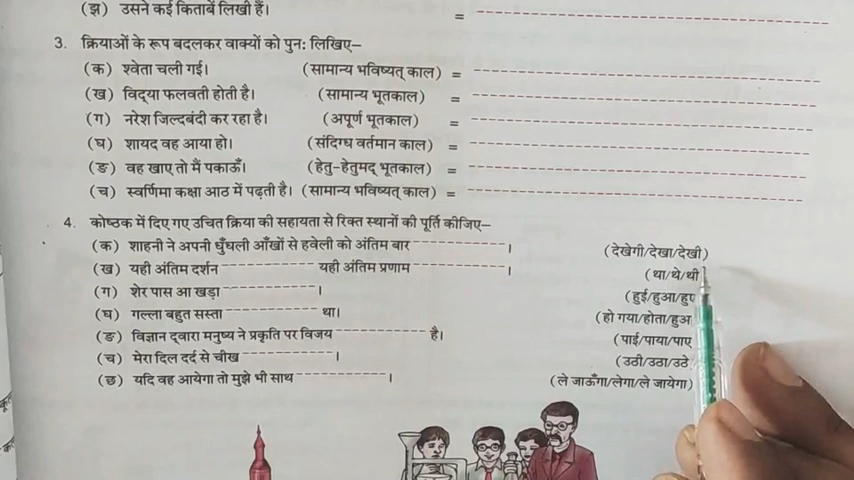 (झ) उसने कई किताबें लिखी हैं। =
3. क्रियाओं के रूप बदलकर वाक्यों को पुनः लिखिए–
(क) श्वेता चली गई। (सामान्य भविष्यत् काल) =
(ख) विद्या फलवती होती है। (सामान्य भूतकाल) =
(ग) नरेश जिल्दबंदी कर रहा है। (अपूर्ण भूतकाल) =
(घ) शायद वह आया हो। (संदिग्ध वर्तमान काल) =
(ङ) वह खाए तो मैं पकाऊँ। (हेतु-हेतुमद् भूतकाल) =
(च) स्वर्णिमा कक्षा आठ में पढ़ती है। (सामान्य भविष्यत् काल) =
4. कोष्ठक में दिए गए उचित क्रिया की सहायता से रिक्त स्थानों की पूर्ति कीजिए–
(क) शाहनी ने अपनी धुँधली आँखों से हवेली को अंतिम बार ---------- । (देखेगी/देखा/देखी)
(ख) यही अंतिम दर्शन ---------- यही अंतिम प्रणाम ---------- । (था/थे/थी
(ग) शेर पास आ खड़ा ---------- । (हुई/हुआ/हुए
(घ) गल्ला बहुत सस्ता ---------- था। (हो गया/होता/हुआ
(ङ) विज्ञान द्वारा मनुष्य ने प्रकृति पर विजय ---------- है। (पाई/पाया/पाए
(च) मेरा दिल दर्द से चीख ---------- । (उठी/उठा/उठे
(छ) यदि वह आयेगा तो मुझे भी साथ ---------- । (ले जाऊँगा/लेगा/ले जायेगा)